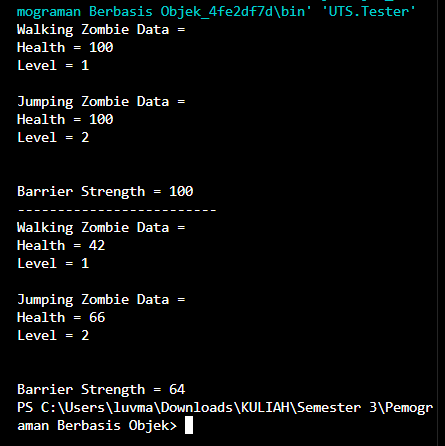 mograman Berbasis Objek_4fe2df7d\bin' 'UTS.Tester'
Walking Zombie Data =
Health = 100
Level = 1
Jumping Zombie Data =
Health = 100
Level = 2
Barrier Strength = 100
-------------------------
Walking Zombie Data =
Health = 42
Level = 1
Jumping Zombie Data =
Health = 66
Level = 2
Barrier Strength = 64
PS C:\Users\luvma\Downloads\KULIAH\Semester 3\Pemogr
aman Berbasis Objek>